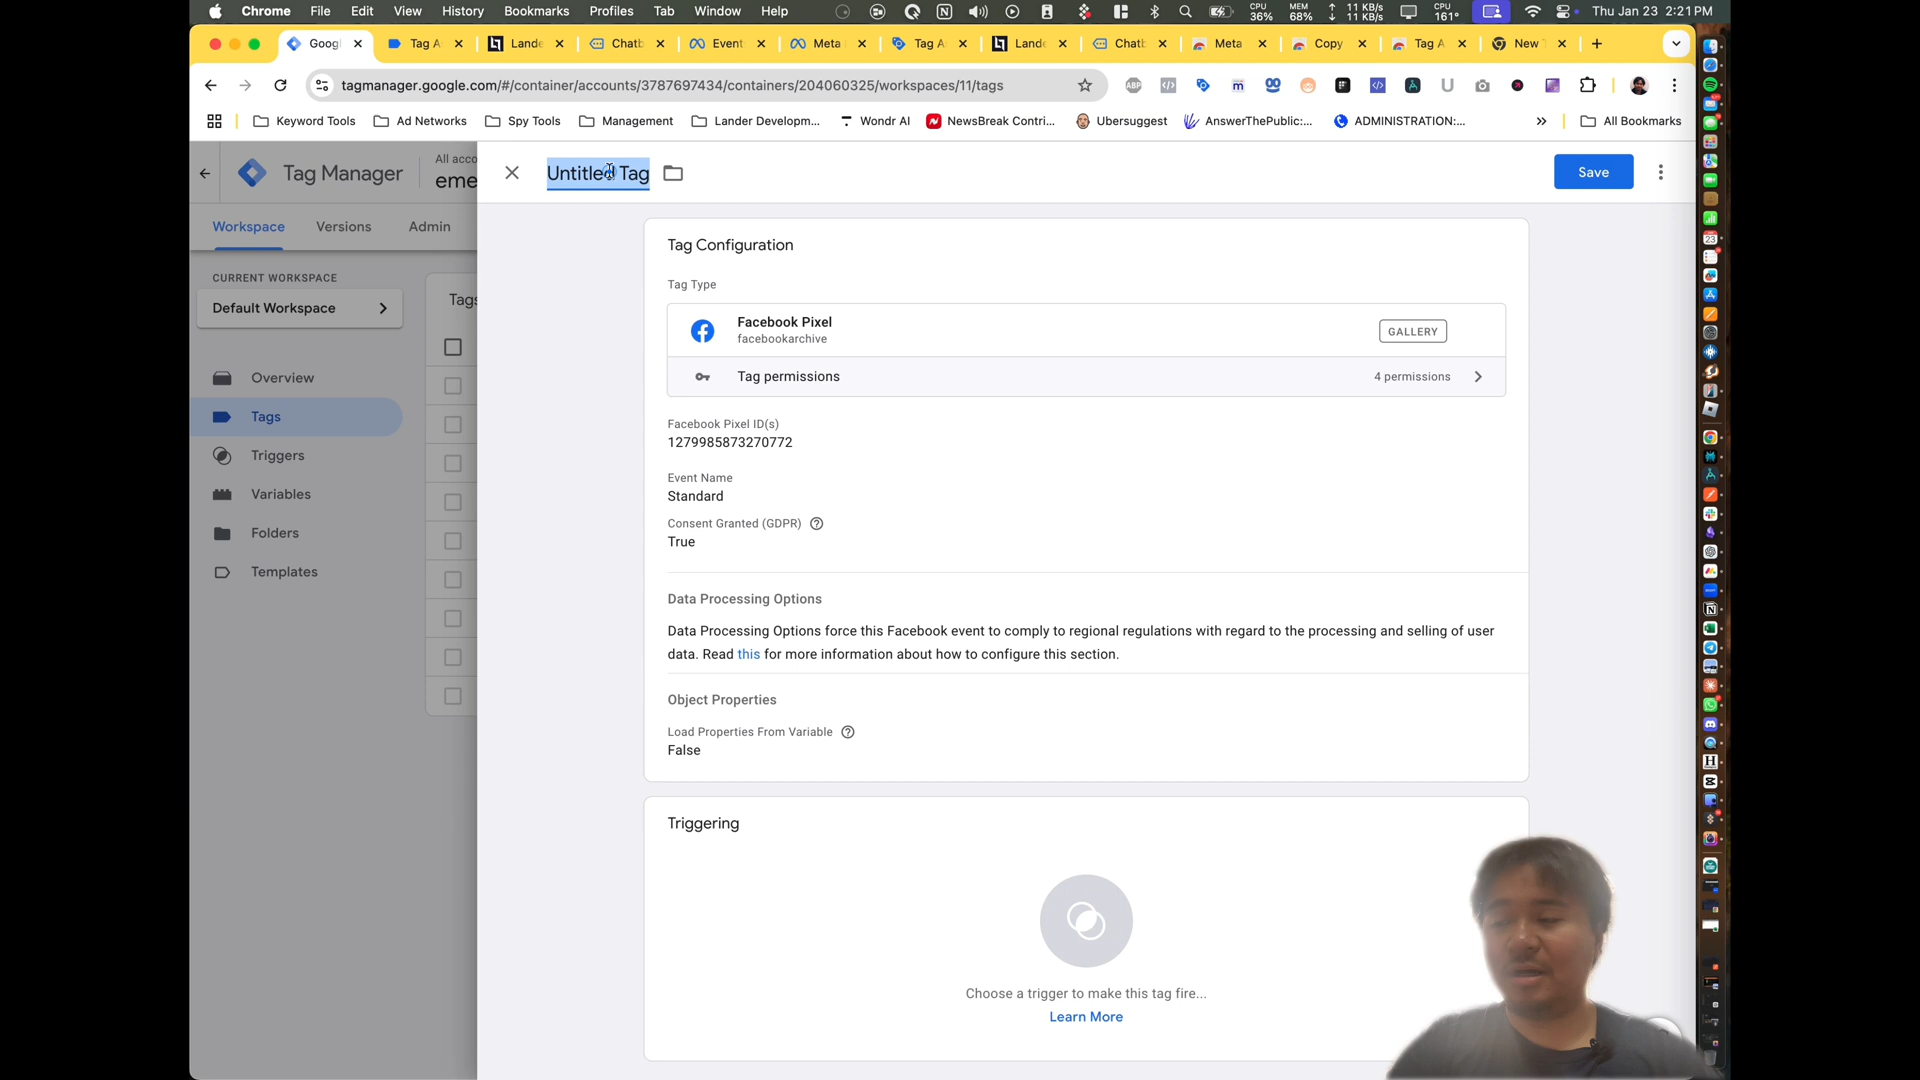 Chrome File Edit View History Bookmarks Profiles Tab Window Help CPU 36% MEM 68% ↑ 11 KB/s ↓ 11 KB/s CPU 161° Thu Jan 23 2:21 PM
Googl Tag A Lande Chatb Event Meta Tag A Lande Chatb Meta Copy Tag A New
tagmanager.google.com/#/container/accounts/3787697434/containers/204060325/workspaces/11/tags
Keyword Tools Ad Networks Spy Tools Management Lander Developm... Wondr AI NewsBreak Contri... Ubersuggest AnswerThePublic:... ADMINISTRATION:... » All Bookmarks
Tag Manager
All acco
eme
Untitled Tag
Save
Workspace Versions Admin
CURRENT WORKSPACE
Default Workspace
Tags
Overview
Tags
Triggers
Variables
Folders
Templates
Tag Configuration
Tag Type
Facebook Pixel
facebookarchive
GALLERY
Tag permissions 4 permissions
Facebook Pixel ID(s)
1279985873270772
Event Name
Standard
Consent Granted (GDPR)
True
Data Processing Options
Data Processing Options force this Facebook event to comply to regional regulations with regard to the processing and selling of user
data. Read this for more information about how to configure this section.
Object Properties
Load Properties From Variable
False
Triggering
Choose a trigger to make this tag fire...
Learn More